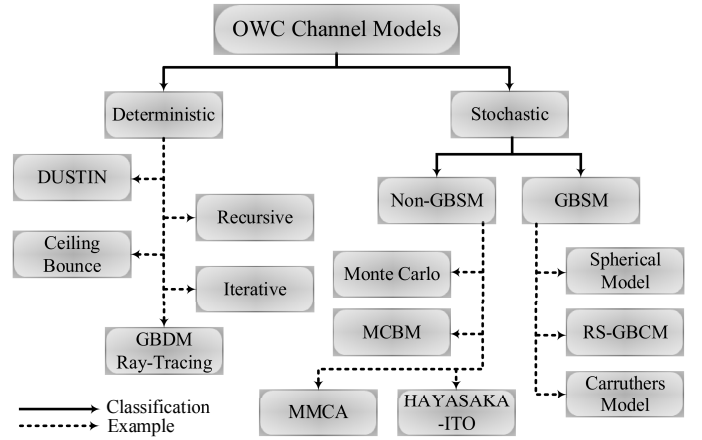 OWC Channel Models
Deterministic
Stochastic
DUSTIN
Recursive
Ceiling
Bounce
Iterative
GBDM
Ray-Tracing
Non-GBSM
GBSM
Monte Carlo
MCBM
MMCA
HAYASAKA
-ITO
Spherical
Model
RS-GBCM
Carruthers
Model
Classification
Example